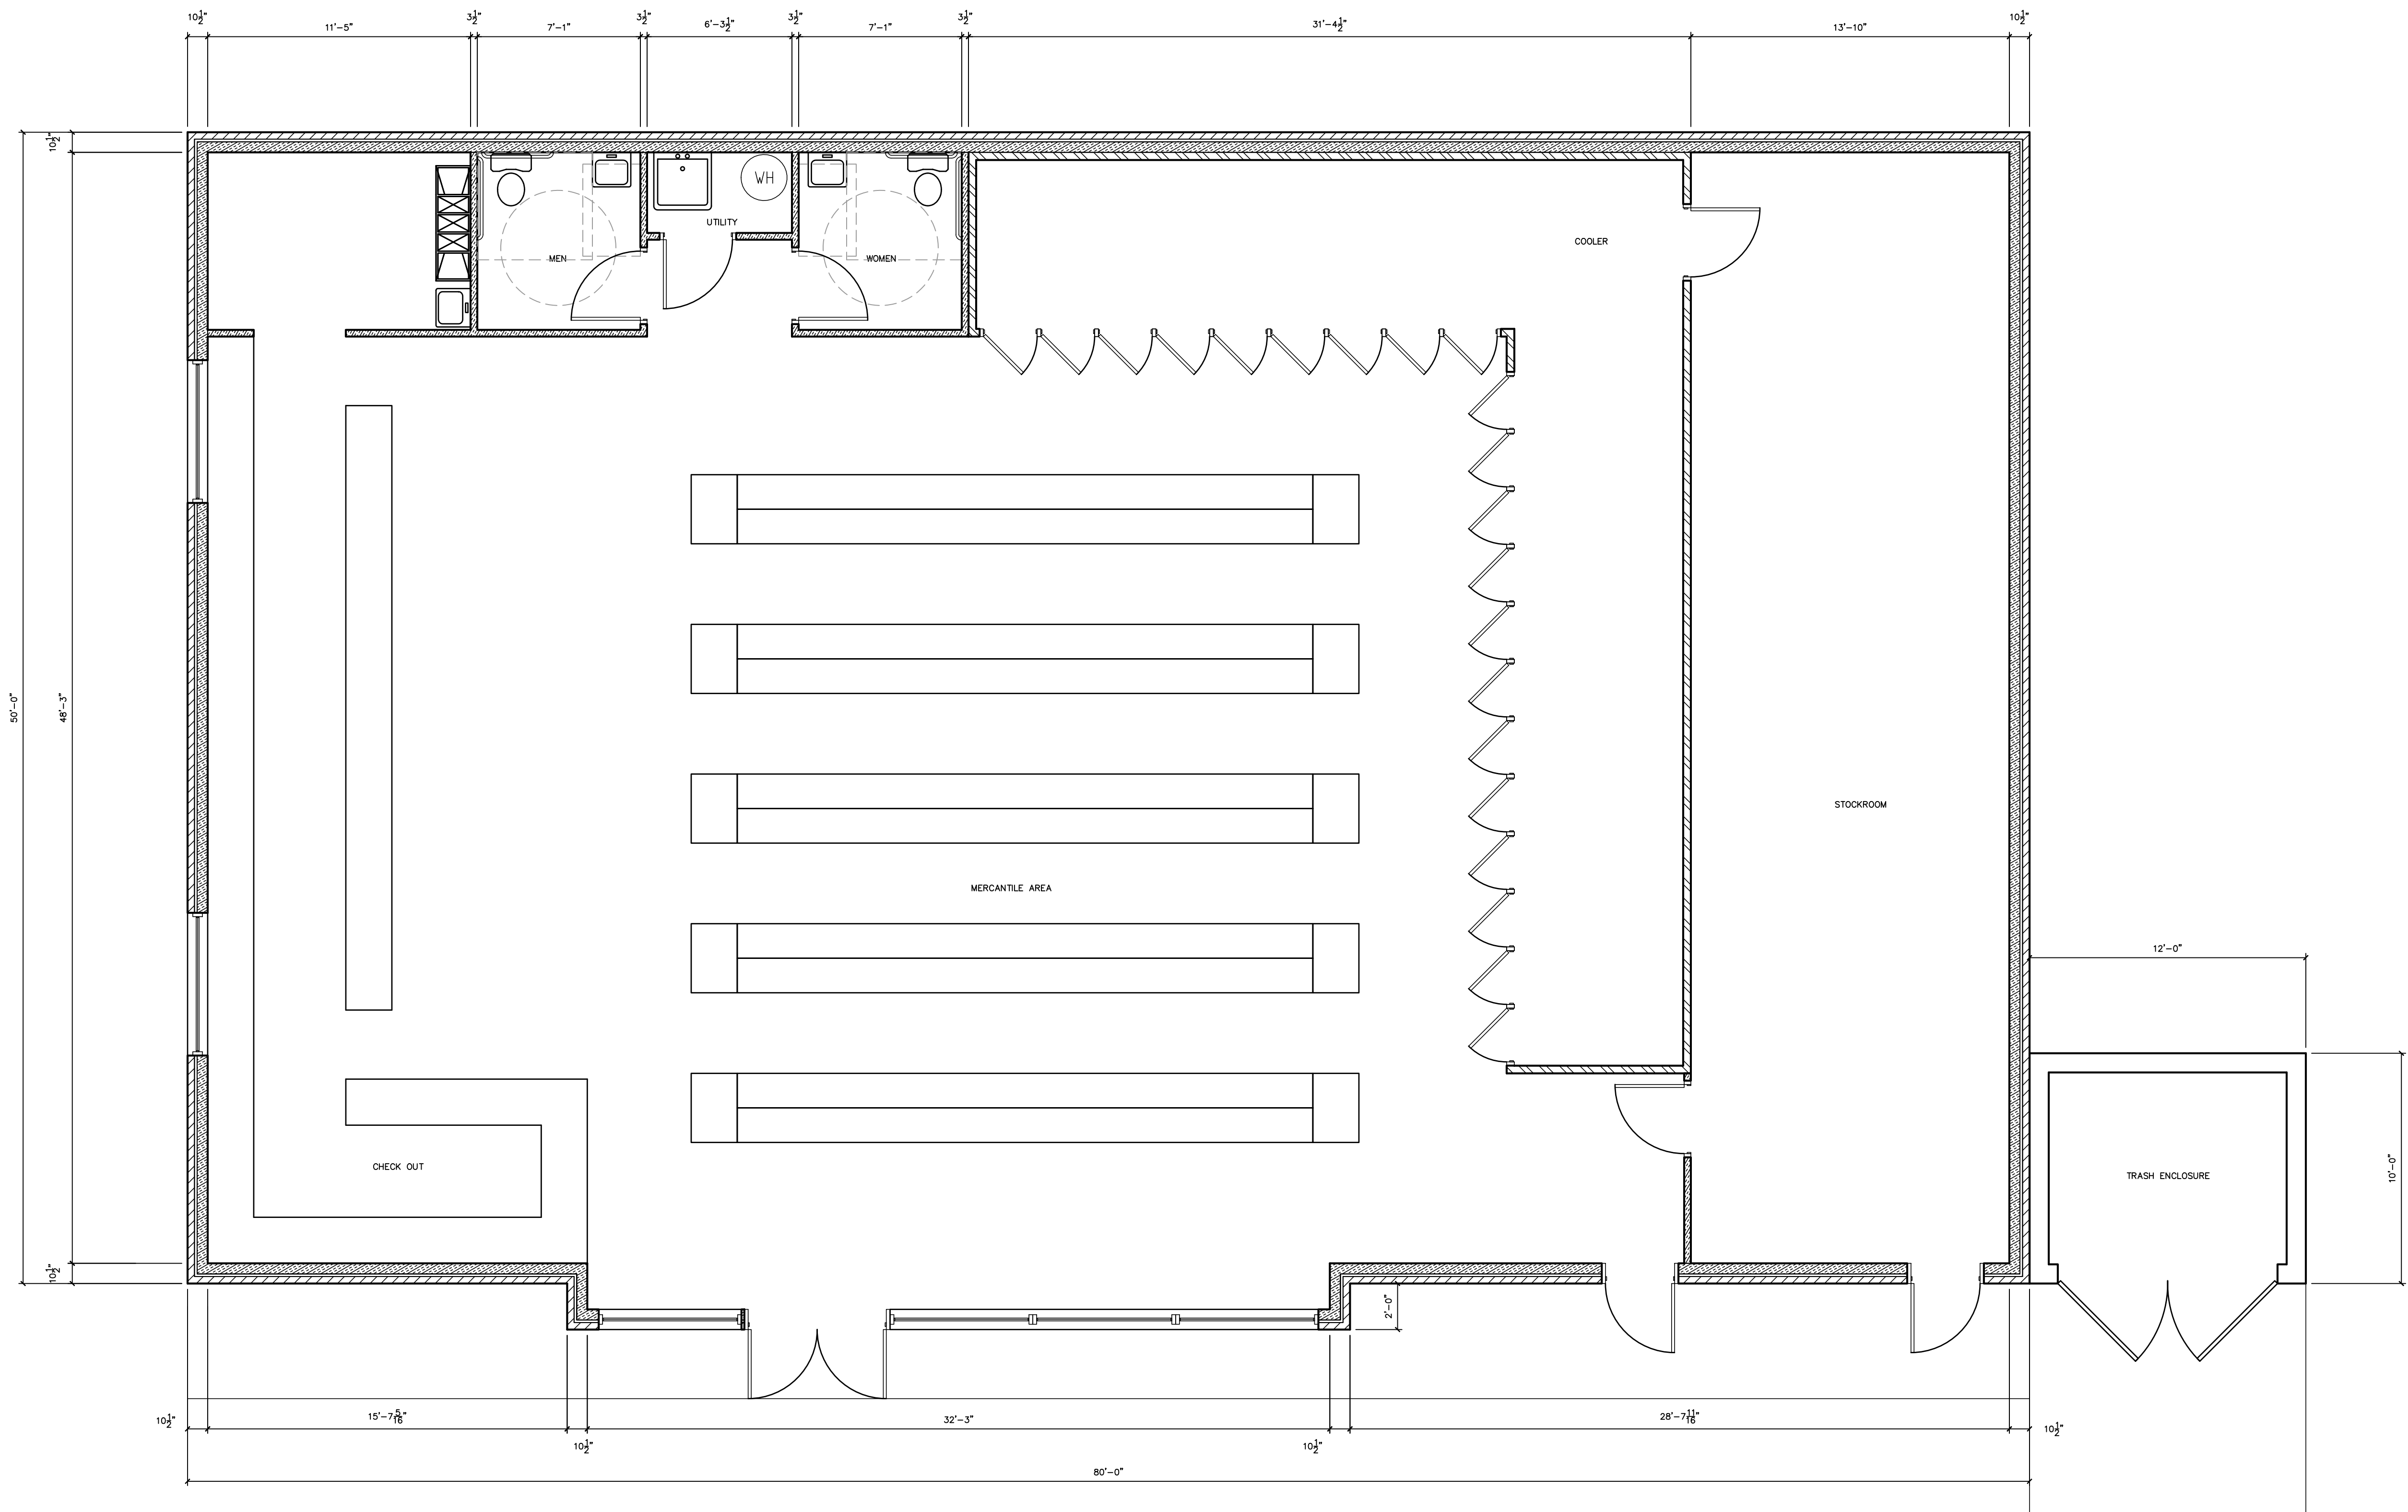 10½" 11'-5" 3½" 7'-1" 3½" 6'-3½" 3½" 7'-1" 3½" 31'-4½" 13'-10" 10½"
10½"
WH
UTILITY
COOLER
MEN
WOMEN
50'-0"
48'-3"
STOCKROOM
MERCANTILE AREA
12'-0"
CHECK OUT
TRASH ENCLOSURE
10'-0"
10½"
2'-0"
10½" 15'-7 5/16" 32'-3" 28'-7 11/16" 10½"
10½" 10½"
80'-0"